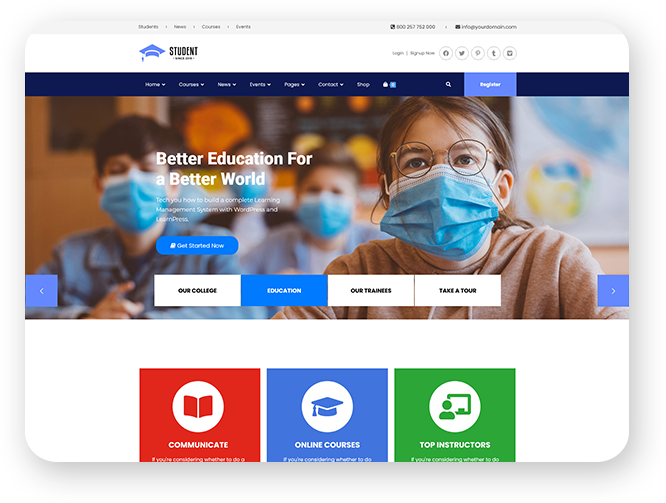 Students News Courses Events 800 257 752 000 info@yourdomain.com
STUDENT
Login | Signup Now
Home Courses News Events Pages Contact Shop 0 Register
Better Education For
a Better World
Tech you how to build a complete Learning
Management System with WordPress and
LearnPress.
Get Started Now
OUR COLLEGE EDUCATION OUR TRAINEES TAKE A TOUR
COMMUNICATE ONLINE COURSES TOP INSTRUCTORS
If you're considering whether to do a If you're considering whether to do If you're considering whether to do